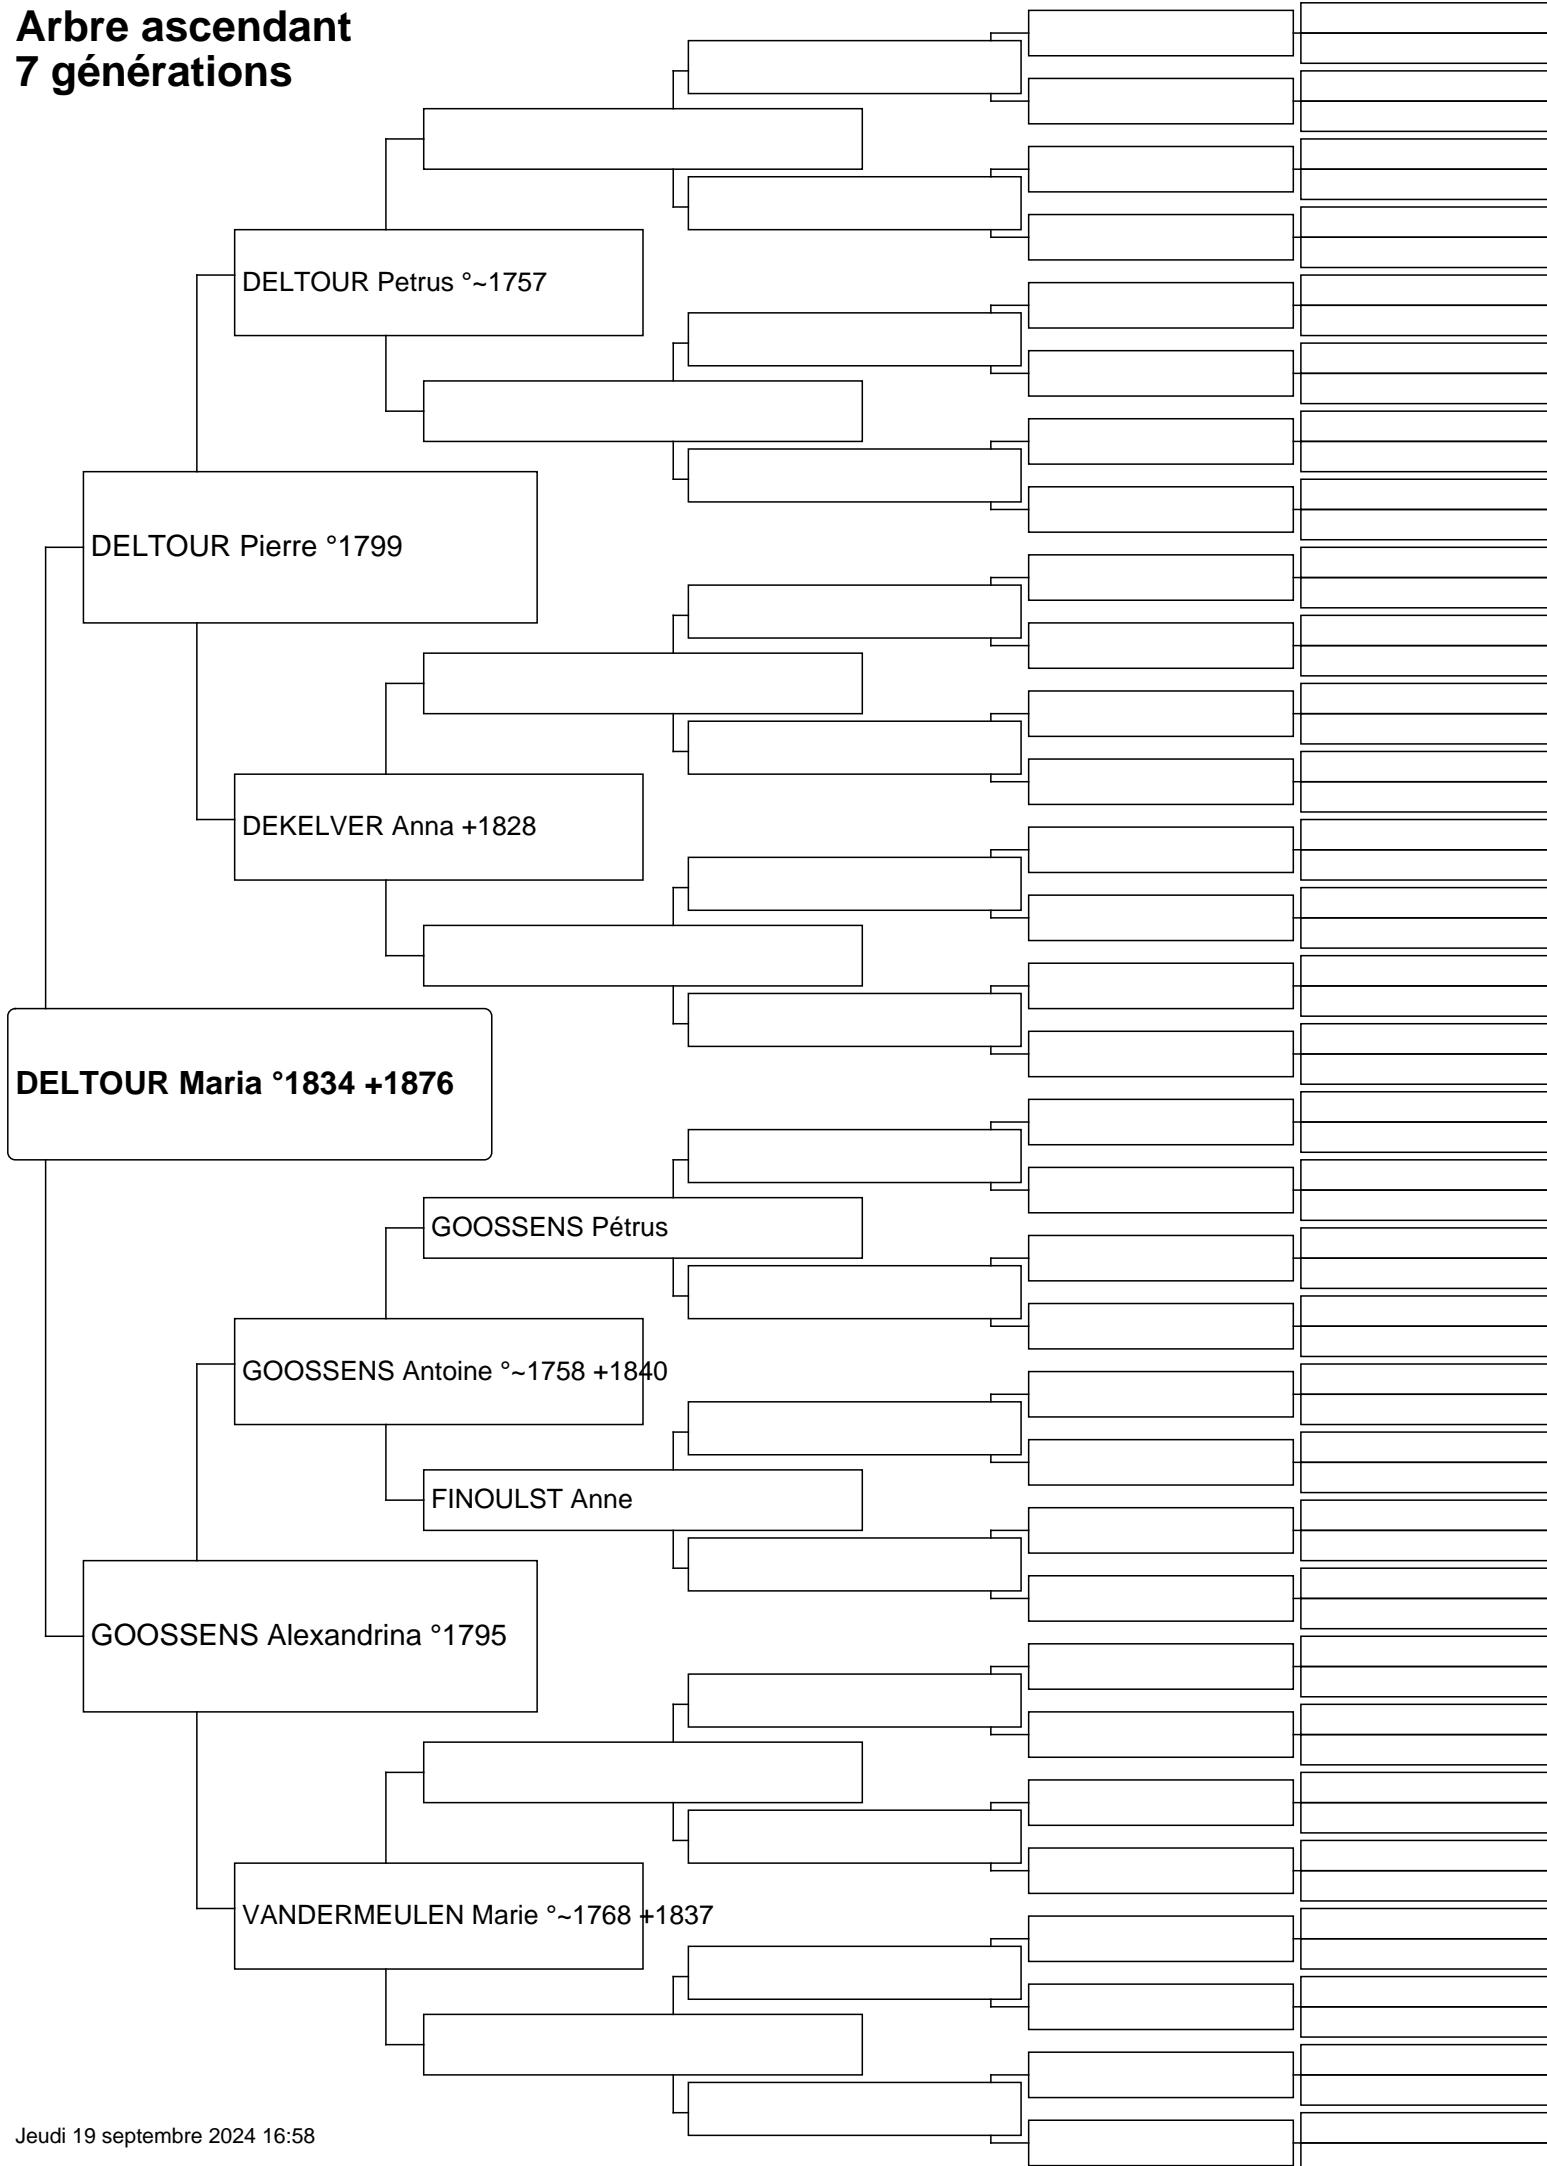 Arbre ascendant
7 générations
DELTOUR Petrus °~1757
DELTOUR Pierre °1799
DEKELVER Anna +1828
DELTOUR Maria °1834 +1876
GOOSSENS Pétrus
GOOSSENS Antoine °~1758 +1840
FINOULST Anne
GOOSSENS Alexandrina °1795
VANDERMEULEN Marie °~1768 +1837
Jeudi 19 septembre 2024 16:58